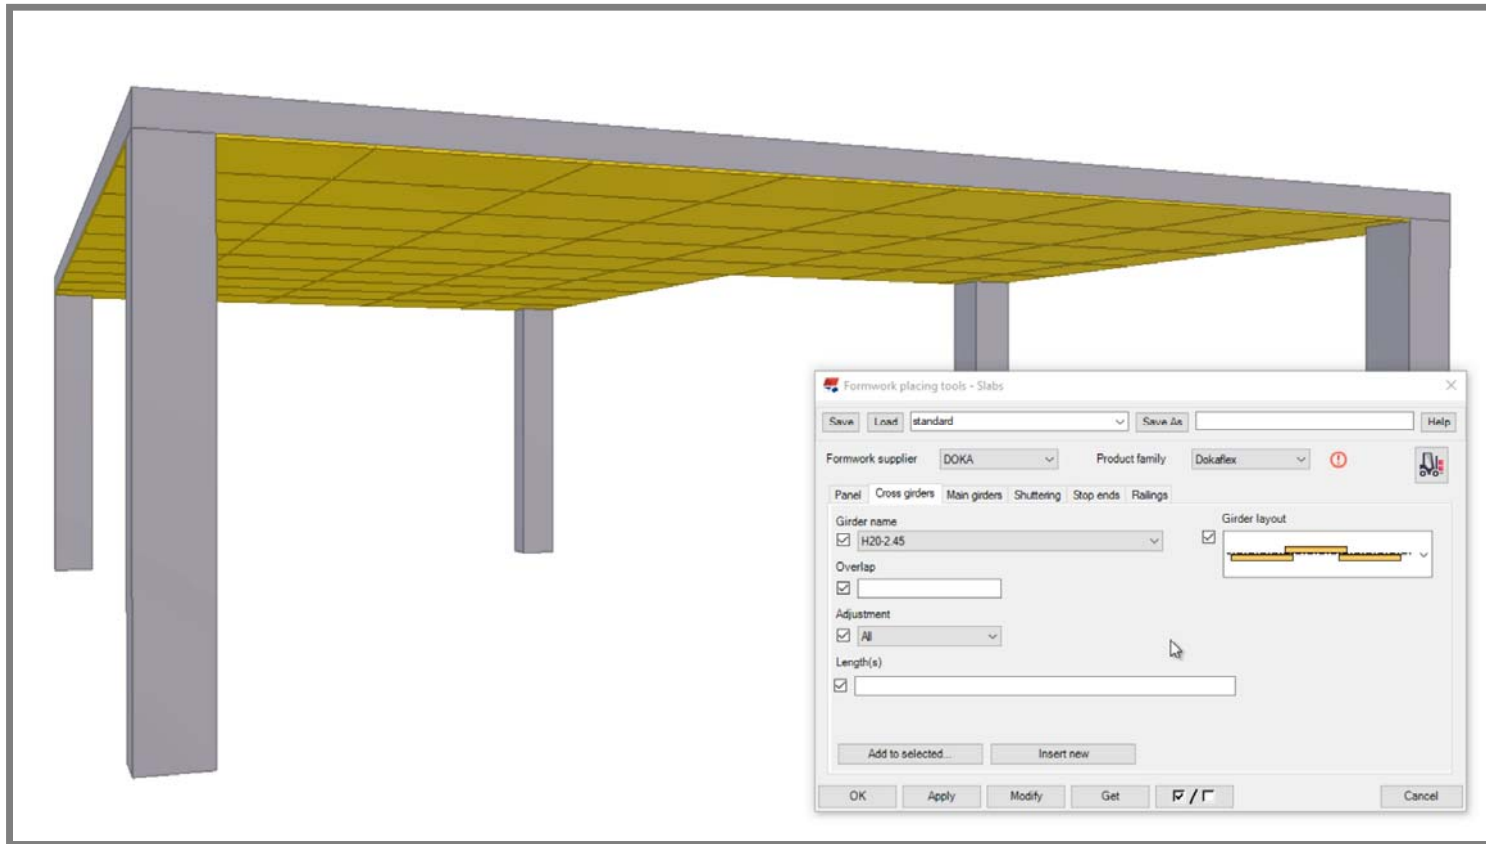 Formwork placing tools - Slabs
Save Load standard Save As Help
Formwork supplier DOKA Product family Dokaflex
Panel Cross girders Main girders Shuttering Stop ends Railings
Girder name Girder layout
H20-2.45
Overlap
Adjustment
All
Length(s)
Add to selected... Insert new
OK Apply Modify Get / Cancel